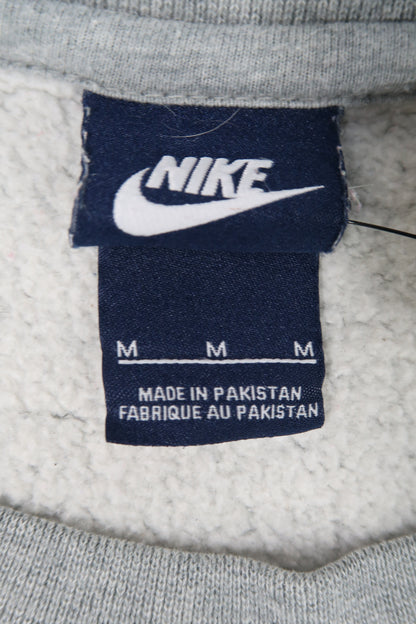 NIKE
M M M
MADE IN PAKISTAN
FABRIQUE AU PAKISTAN